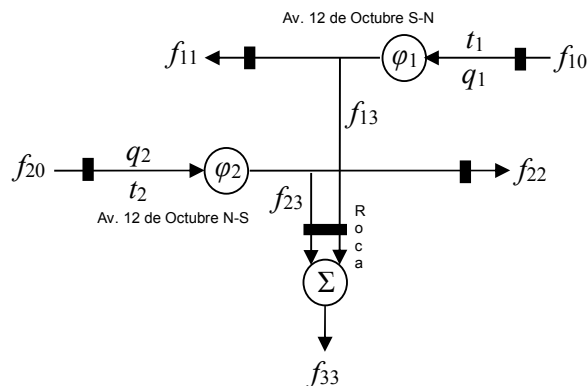 Av. 12 de Octubre S-N
f11
φ1
t1
q1
f10
f13
f20
q2
t2
φ2
f22
Av. 12 de Octubre N-S
f23
Roca
Σ
f33